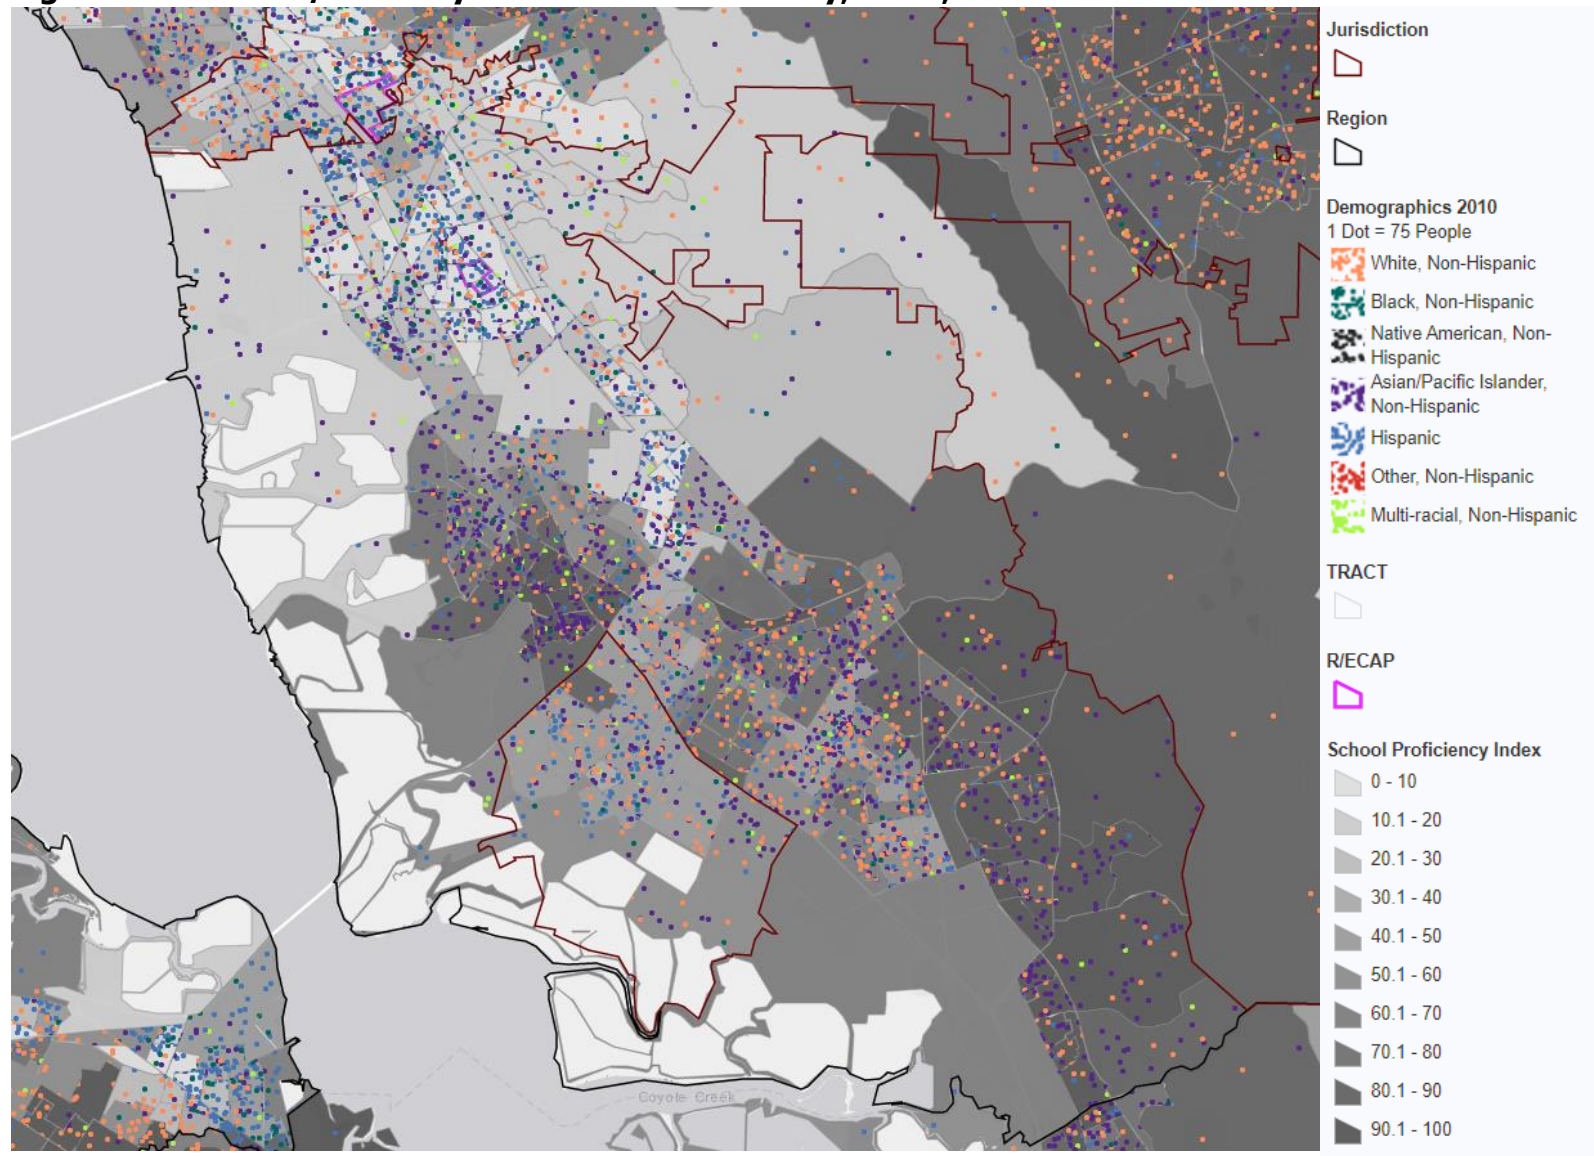 Jurisdiction
Region
Demographics 2010
1 Dot = 75 People
White, Non-Hispanic
Black, Non-Hispanic
Native American, Non-
Hispanic
Asian/Pacific Islander,
Non-Hispanic
Hispanic
Other, Non-Hispanic
Multi-racial, Non-Hispanic
TRACT
R/ECAP
School Proficiency Index
0 - 10
10.1 - 20
20.1 - 30
30.1 - 40
40.1 - 50
50.1 - 60
60.1 - 70
70.1 - 80
80.1 - 90
90.1 - 100
Coyote Creek